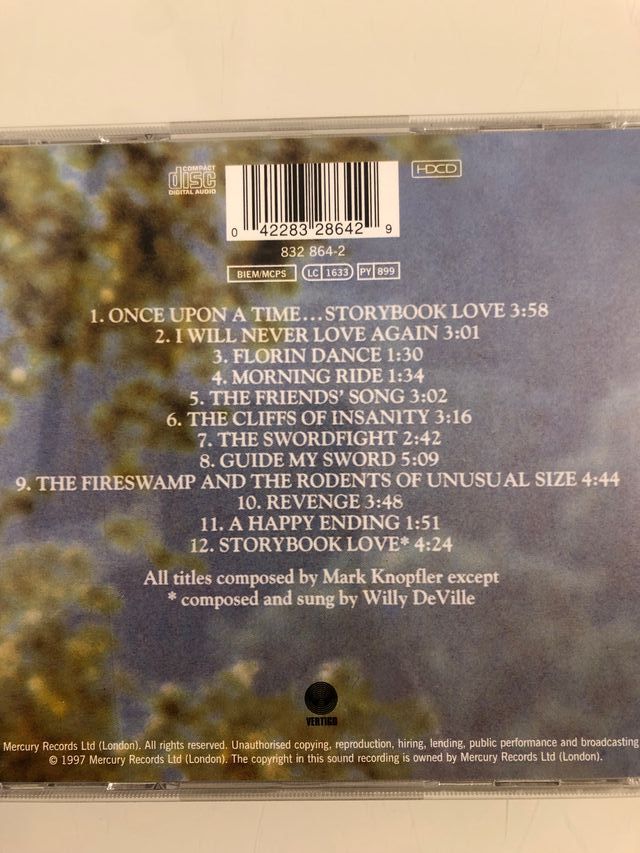 COMPACT
disc
DIGITAL AUDIO
HDCD
0 42283 28642 9
832 864-2
BIEM/MCPS LC 1633 PY 899
1. ONCE UPON A TIME...STORYBOOK LOVE 3:58
2. I WILL NEVER LOVE AGAIN 3:01
3. FLORIN DANCE 1:30
4. MORNING RIDE 1:34
5. THE FRIENDS' SONG 3:02
6. THE CLIFFS OF INSANITY 3:16
7. THE SWORDFIGHT 2:42
8. GUIDE MY SWORD 5:09
9. THE FIRESWAMP AND THE RODENTS OF UNUSUAL SIZE 4:44
10. REVENGE 3:48
11. A HAPPY ENDING 1:51
12. STORYBOOK LOVE* 4:24
All titles composed by Mark Knopfler except
* composed and sung by Willy DeVille
VERTIGO
Mercury Records Ltd (London). All rights reserved. Unauthorised copying, reproduction, hiring, lending, public performance and broadcasting
© 1997 Mercury Records Ltd (London). The copyright in this sound recording is owned by Mercury Records Ltd (London).